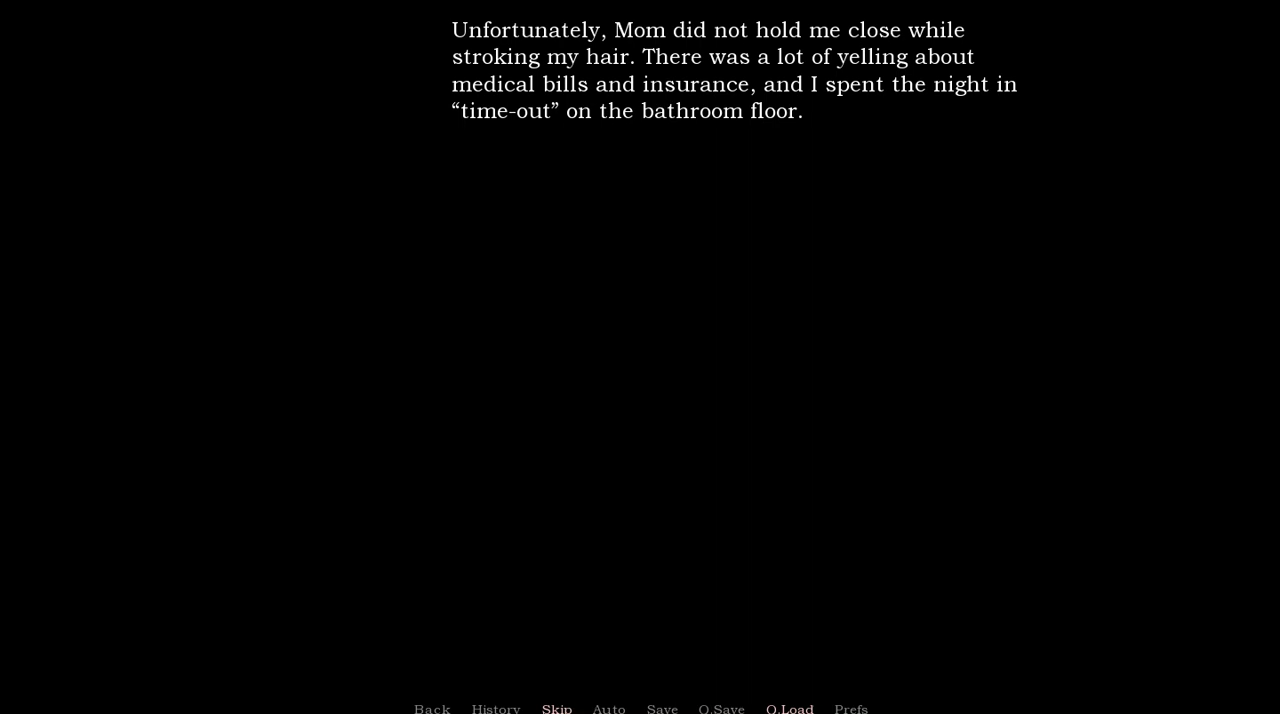 Unfortunately, Mom did not hold me close while
stroking my hair. There was a lot of yelling about
medical bills and insurance, and I spent the night in
“time-out” on the bathroom floor.
Back History Skip Auto Save Q.Save Q.Load Prefs